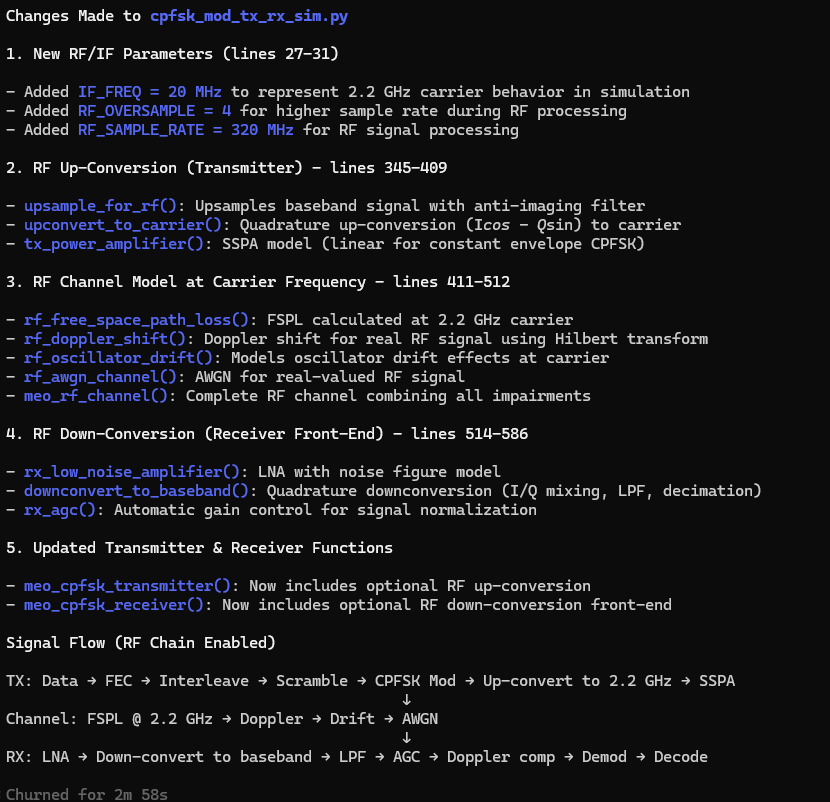 Changes Made to cpfsk_mod_tx_rx_sim.py
1. New RF/IF Parameters (lines 27-31)
- Added IF_FREQ = 20 MHz to represent 2.2 GHz carrier behavior in simulation
- Added RF_OVERSAMPLE = 4 for higher sample rate during RF processing
- Added RF_SAMPLE_RATE = 320 MHz for RF signal processing
2. RF Up-Conversion (Transmitter) - lines 345-409
- upsample_for_rf(): Upsamples baseband signal with anti-imaging filter
- upconvert_to_carrier(): Quadrature up-conversion (Icos - Qsin) to carrier
- tx_power_amplifier(): SSPA model (linear for constant envelope CPFSK)
3. RF Channel Model at Carrier Frequency - lines 411-512
- rf_free_space_path_loss(): FSPL calculated at 2.2 GHz carrier
- rf_doppler_shift(): Doppler shift for real RF signal using Hilbert transform
- rf_oscillator_drift(): Models oscillator drift effects at carrier
- rf_awgn_channel(): AWGN for real-valued RF signal
- meo_rf_channel(): Complete RF channel combining all impairments
4. RF Down-Conversion (Receiver Front-End) - lines 514-586
- rx_low_noise_amplifier(): LNA with noise figure model
- downconvert_to_baseband(): Quadrature downconversion (I/Q mixing, LPF, decimation)
- rx_agc(): Automatic gain control for signal normalization
5. Updated Transmitter & Receiver Functions
- meo_cpfsk_transmitter(): Now includes optional RF up-conversion
- meo_cpfsk_receiver(): Now includes optional RF down-conversion front-end
Signal Flow (RF Chain Enabled)
TX: Data → FEC → Interleave → Scramble → CPFSK Mod → Up-convert to 2.2 GHz → SSPA
↓
Channel: FSPL @ 2.2 GHz → Doppler → Drift → AWGN
↓
RX: LNA → Down-convert to baseband → LPF → AGC → Doppler comp → Demod → Decode
Churned for 2m 58s